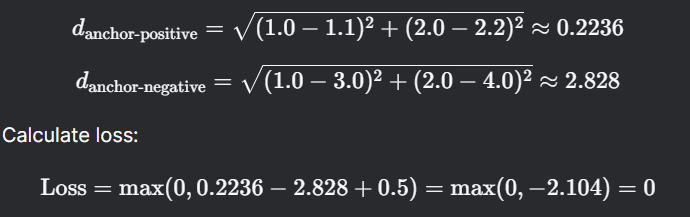 d_anchor-positive = √(1.0 − 1.1)² + (2.0 − 2.2)² ≈ 0.2236
d_anchor-negative = √(1.0 − 3.0)² + (2.0 − 4.0)² ≈ 2.828
Calculate loss:
Loss = max(0, 0.2236 − 2.828 + 0.5) = max(0, −2.104) = 0